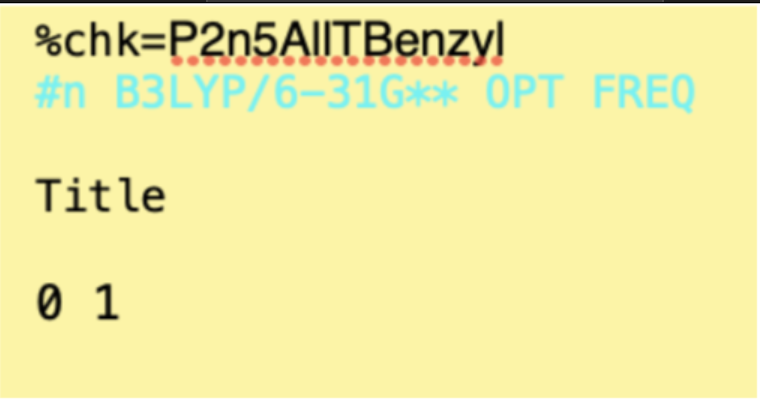 %chk=P2n5AllTBenzyl
#n B3LYP/6-31G** OPT FREQ
Title
0 1